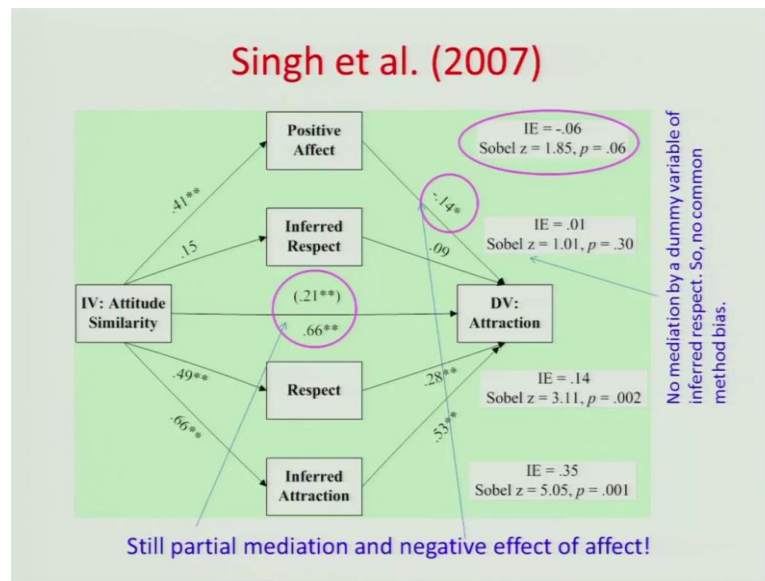 Singh et al. (2007)
Positive
Affect
IE = -.06
Sobel z = 1.85, p = .06
.41**
-.14*
Inferred
Respect
IE = .01
Sobel z = 1.01, p = .30
.15
.09
IV: Attitude
Similarity
(.21**)
.66**
DV:
Attraction
.49**
Respect
.28**
IE = .14
Sobel z = 3.11, p = .002
.66**
.53**
Inferred
Attraction
IE = .35
Sobel z = 5.05, p = .001
No mediation by a dummy variable of
inferred respect. So, no common
method bias.
Still partial mediation and negative effect of affect!